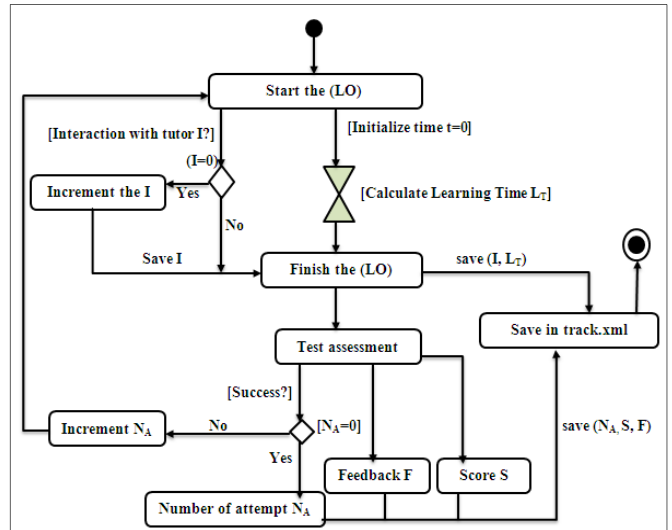 Start the (LO)
[Interaction with tutor I?]
[Initialize time t=0]
(I=0)
Increment the I
Yes
[Calculate Learning Time LT]
No
Save I
Finish the (LO)
save (I, LT)
Save in track.xml
Test assessment
[Success?]
Increment NA
No
[NA=0]
save (NA, S, F)
Yes
Feedback F
Score S
Number of attempt NA